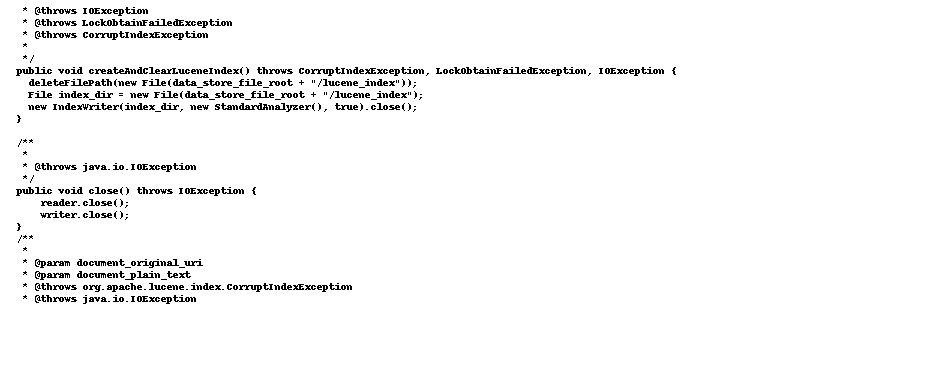 * @throws IOException
 * @throws LockObtainFailedException
 * @throws CorruptIndexException
 *
 */
public void createAndClearLuceneIndex() throws CorruptIndexException, LockObtainFailedException, IOException {
  deleteFilePath(new File(data_store_file_root + "/lucene_index"));
  File index_dir = new File(data_store_file_root + "/lucene_index");
  new IndexWriter(index_dir, new StandardAnalyzer(), true).close();
}

/**
 *
 * @throws java.io.IOException
 */
public void close() throws IOException {
    reader.close();
    writer.close();
}
/**
 *
 * @param document_original_uri
 * @param document_plain_text
 * @throws org.apache.lucene.index.CorruptIndexException
 * @throws java.io.IOException